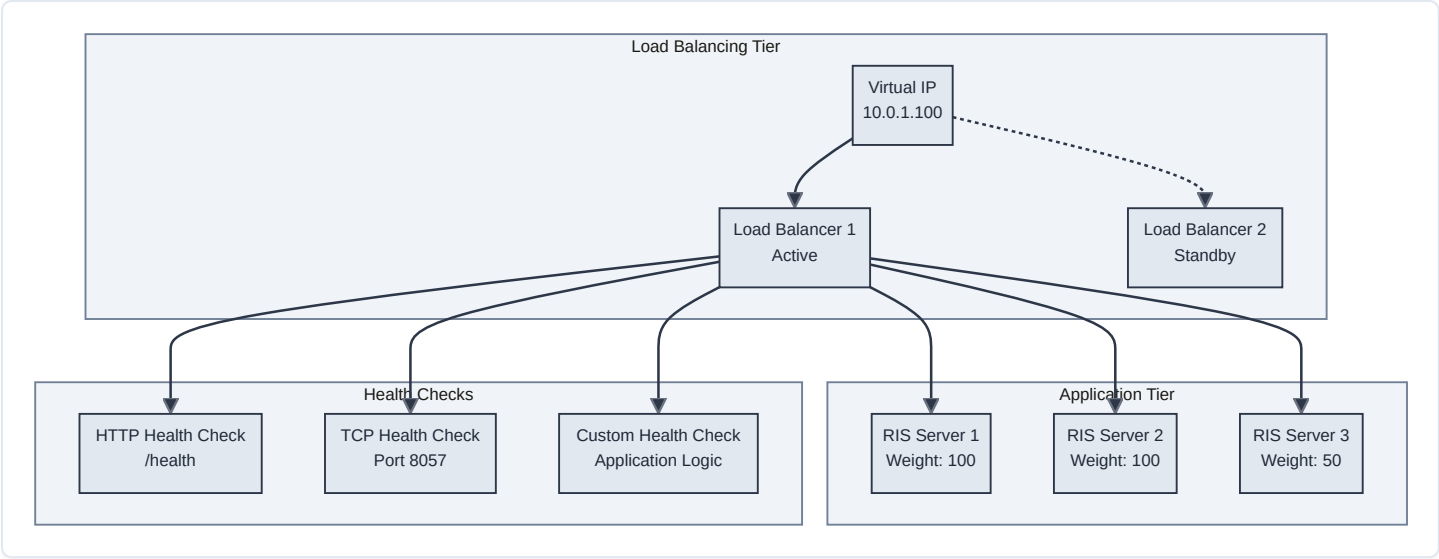 Load Balancing Tier
Virtual IP
10.0.1.100
Load Balancer 1
Active
Load Balancer 2
Standby
Health Checks
HTTP Health Check
/health
TCP Health Check
Port 8057
Custom Health Check
Application Logic
Application Tier
RIS Server 1
Weight: 100
RIS Server 2
Weight: 100
RIS Server 3
Weight: 50